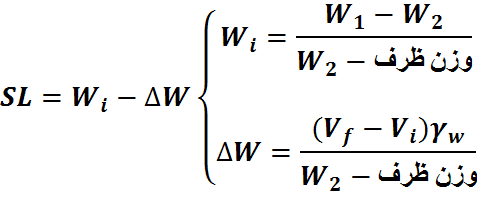 SL = W_i − ΔW { W_i = (W_1 − W_2) / (W_2 − وزن ظرف)
ΔW = ((V_f − V_i)γ_w) / (W_2 − وزن ظرف)